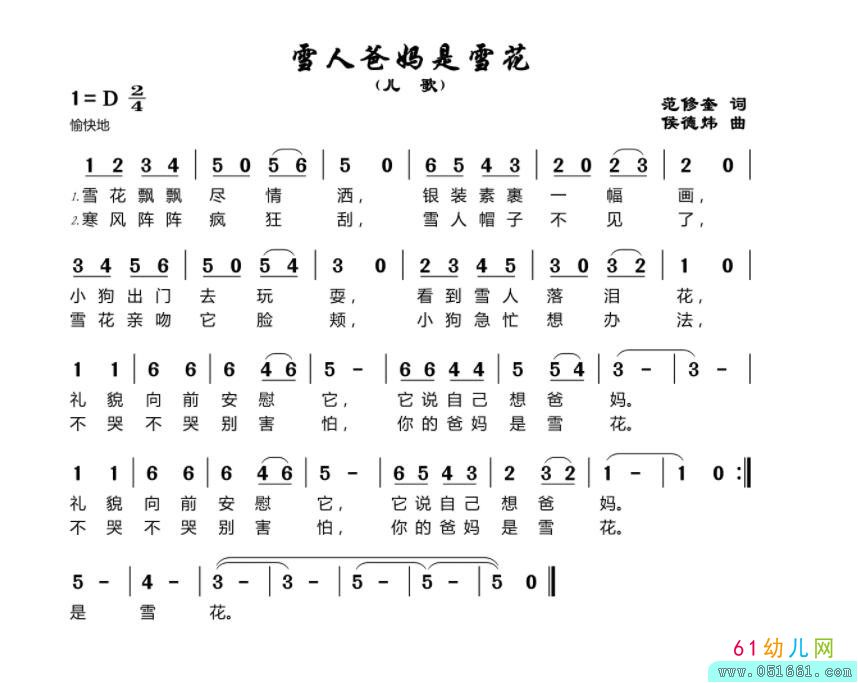 雪人爸妈是雪花
（儿 歌）
1=D 2/4
范修奎 词
愉快地
侯德炜 曲
1 2 3 4 | 5 0 5 6 | 5 0 | 6 5 4 3 | 2 0 2 3 | 2 0 |
1.雪花飘飘 尽 情 洒， 银装素裹 一 幅 画，
2.寒风阵阵 疯 狂 刮， 雪人帽子 不 见 了，
3 4 5 6 | 5 0 5 4 | 3 0 | 2 3 4 5 | 3 0 3 2 | 1 0 |
小狗出门 去 玩 耍， 看到雪人 落 泪 花，
雪花亲吻 它 脸 颊， 小狗急忙 想 办 法，
1 1 | 6 6 | 6 4 6 | 5 - | 6 6 4 4 | 5 5 4 | 3 - | 3 - |
礼 貌 向 前 安 慰 它， 它说自己 想 爸 妈。
不 哭 不 哭 别 害 怕， 你的爸妈 是 雪 花。
1 1 | 6 6 | 6 4 6 | 5 - | 6 5 4 3 | 2 3 2 | 1 - | 1 0 :|
礼 貌 向 前 安 慰 它， 它说自己 想 爸 妈。
不 哭 不 哭 别 害 怕， 你的爸妈 是 雪 花。
5 - | 4 - | 3 - | 3 - | 5 - | 5 - | 5 0 ‖
是 雪 花。
61幼儿网
www.051661.com